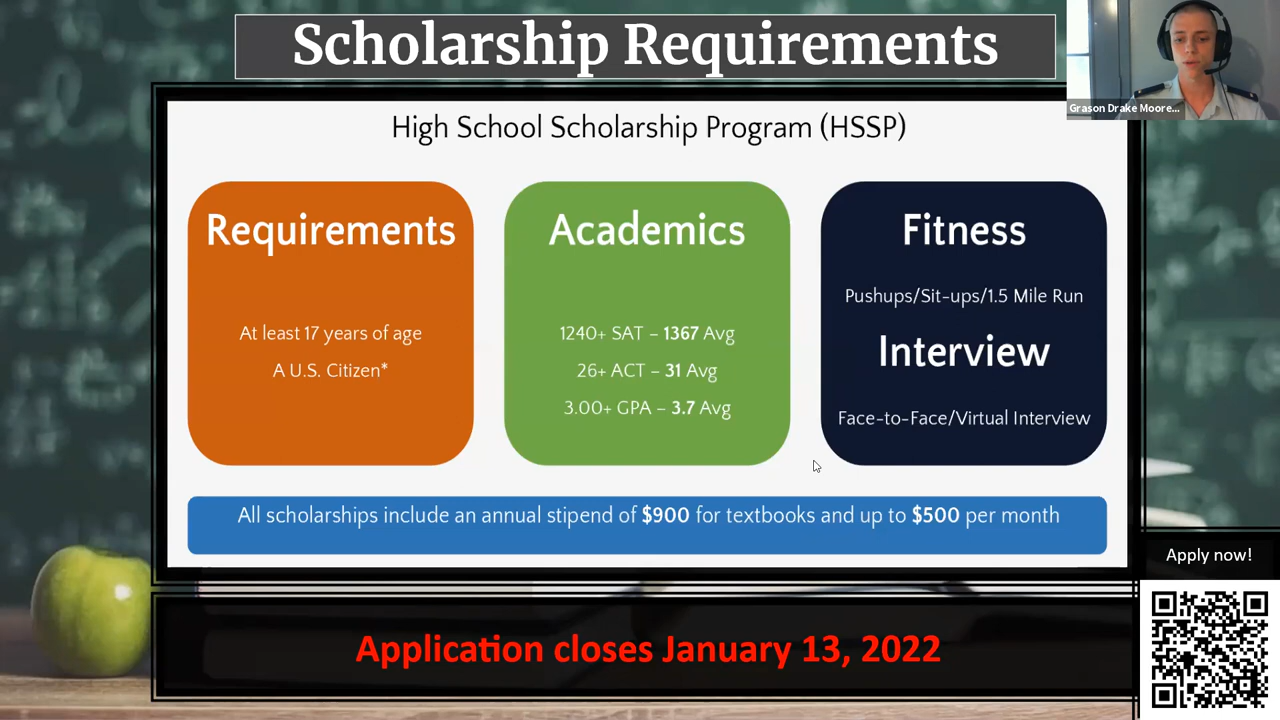 Scholarship Requirements
Grason Drake Moore...
High School Scholarship Program (HSSP)
Requirements
At least 17 years of age
A U.S. Citizen*
Academics
1240+ SAT – 1367 Avg
26+ ACT – 31 Avg
3.00+ GPA – 3.7 Avg
Fitness
Pushups/Sit-ups/1.5 Mile Run
Interview
Face-to-Face/Virtual Interview
All scholarships include an annual stipend of $900 for textbooks and up to $500 per month
Apply now!
Application closes January 13, 2022